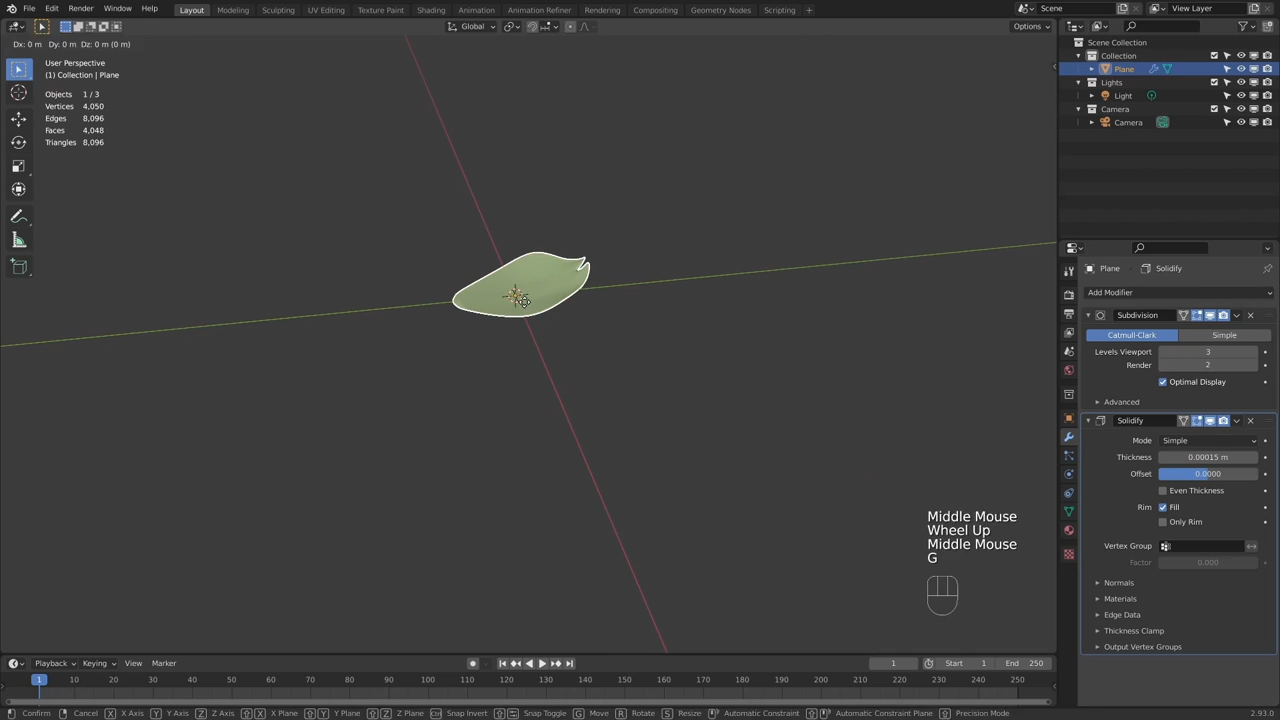 File Edit Render Window Help Layout Modeling Sculpting UV Editing Texture Paint Shading Animation Animation Refiner Rendering Compositing Geometry Nodes Scripting + Scene View Layer
Global Options
Dx: 0 m Dy: 0 m Dz: 0 m (0 m)
User Perspective
(1) Collection | Plane
Objects 1 / 3
Vertices 4,050
Edges 8,096
Faces 4,048
Triangles 8,096
Scene Collection
Collection
Plane
Lights
Light
Camera
Camera
Plane Solidify
Add Modifier
Subdivision
Catmull-Clark Simple
Levels Viewport 3
Render 2
Optimal Display
Advanced
Solidify
Mode Simple
Thickness 0.00015 m
Offset 0.0000
Even Thickness
Rim Fill
Only Rim
Vertex Group
Factor 0.000
Normals
Materials
Edge Data
Thickness Clamp
Output Vertex Groups
Middle Mouse
Wheel Up
Middle Mouse
G
Playback Keying View Marker 1 Start 1 End 250
1 10 20 30 40 50 60 70 80 90 100 110 120 130 140 150 160 170 180 190 200 210 220 230 240 250
Confirm Cancel X X Axis Y Y Axis Z Z Axis X X Plane Y Y Plane Z Z Plane Snap Invert Snap Toggle G Move R Rotate S Resize Automatic Constraint Automatic Constraint Plane Precision Mode 2.93.0